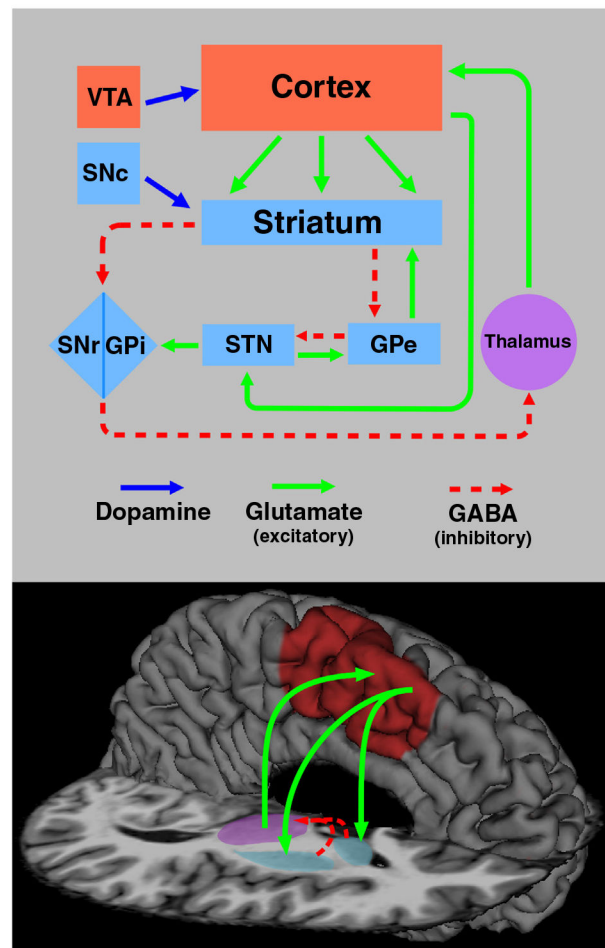 Cortex
VTA
SNc
Striatum
SNr GPi
STN
GPe
Thalamus
Dopamine
Glutamate
(excitatory)
GABA
(inhibitory)